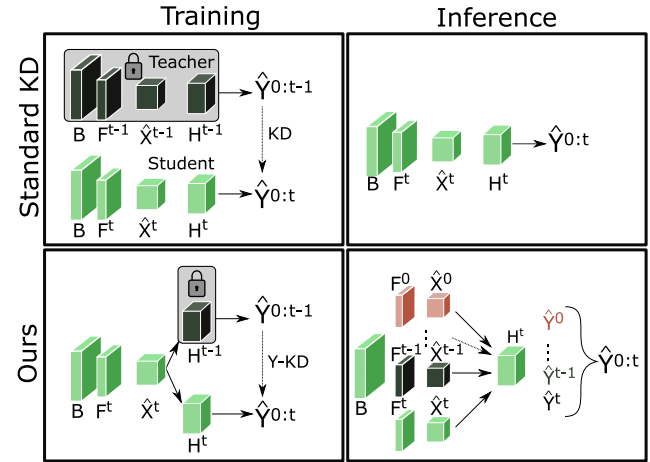 Training
Inference
Standard KD
Teacher
B F^{t-1} X̂^{t-1} H^{t-1} Ŷ^{0:t-1}
KD
Student
B F^t X̂^t H^t Ŷ^{0:t}
B F^t X̂^t H^t Ŷ^{0:t}
Ours
H^{t-1} Ŷ^{0:t-1}
Y-KD
B F^t X̂^t H^t Ŷ^{0:t}
F^0 X̂^0
F^{t-1} X̂^{t-1}
B F^t X̂^t
H^t
Ŷ^0
Ŷ^{t-1}
Ŷ^t
Ŷ^{0:t}